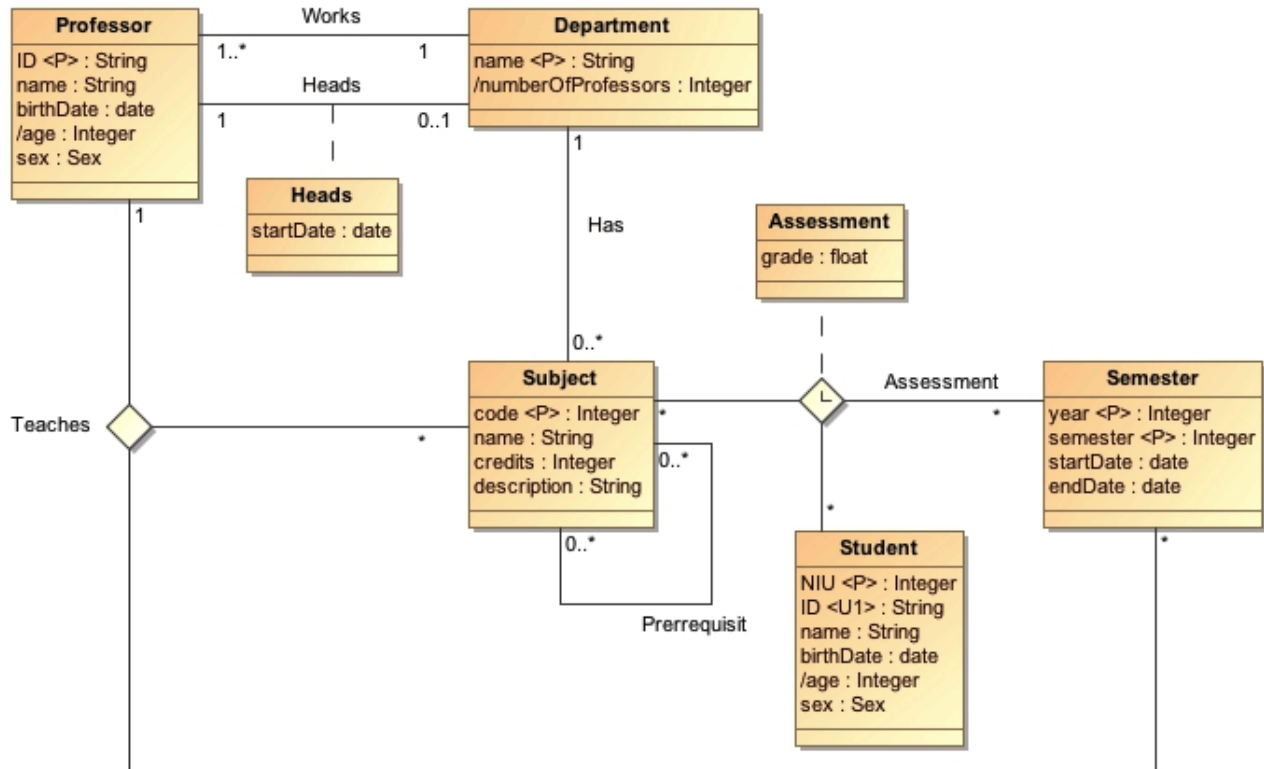 Professor
ID <P> : String
name : String
birthDate : date
/age : Integer
sex : Sex
Works
1..*
1
Heads
1
0..1
Department
name <P> : String
/numberOfProfessors : Integer
Heads
startDate : date
1
1
Has
0..*
Assessment
grade : float
Teaches
*
Subject
code <P> : Integer
name : String
credits : Integer
description : String
*
0..*
0..*
Prerrequisit
Assessment
*
*
Semester
year <P> : Integer
semester <P> : Integer
startDate : date
endDate : date
*
Student
NIU <P> : Integer
ID <U1> : String
name : String
birthDate : date
/age : Integer
sex : Sex